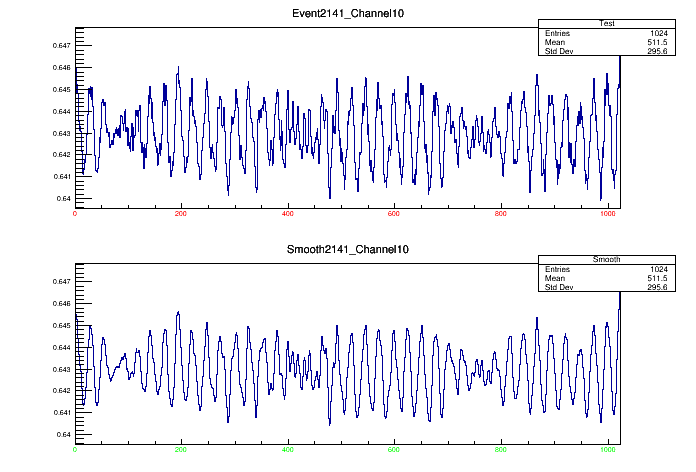 Event2141_Channel10
Test
Entries 1024
Mean 511.5
Std Dev 295.6
0.647
0.646
0.645
0.644
0.643
0.642
0.641
0.64
0 200 400 600 800 1000
Smooth2141_Channel10
Smooth
Entries 1024
Mean 511.5
Std Dev 295.6
0.647
0.646
0.645
0.644
0.643
0.642
0.641
0.64
0 200 400 600 800 1000